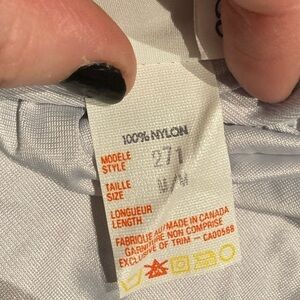 100% NYLON
MODELE
STYLE 271
TAILLE
SIZE M/M
LONGUEUR
LENGTH
FABRIQUE AU/MADE IN CANADA
GARNITURE NON COMPRISE
EXCLUSIVE OF TRIM - CA00568